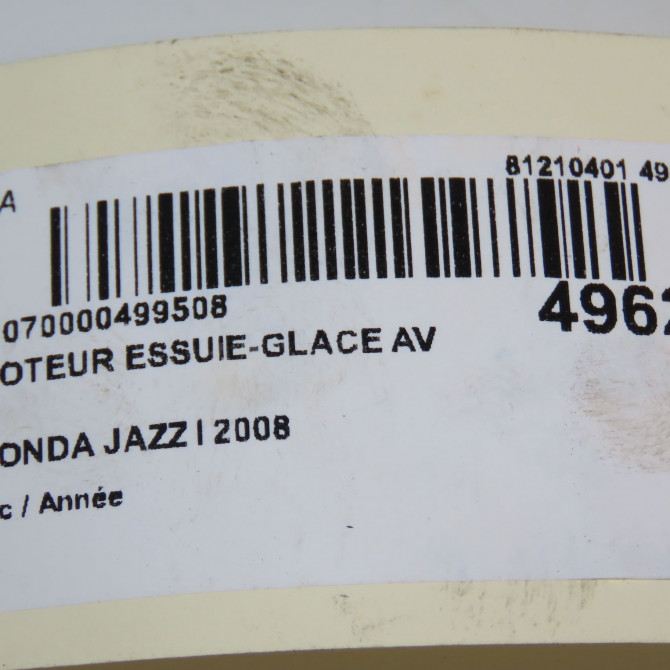 A
81210401 49
070000499508
4962
OTEUR ESSUIE-GLACE AV
ONDA JAZZ I 2008
c / Année